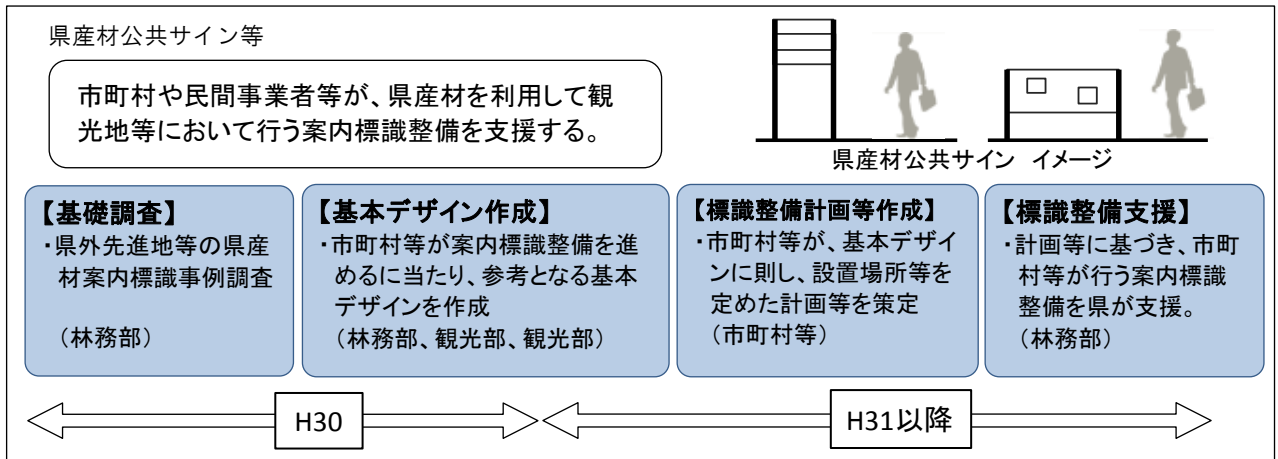 県産材公共サイン等
市町村や民間事業者等が、県産材を利用して観
光地等において行う案内標識整備を支援する。
県産材公共サイン イメージ
【基礎調査】
・県外先進地等の県産
材案内標識事例調査
（林務部）
【基本デザイン作成】
・市町村等が案内標識整備を進
めるに当たり、参考となる基本
デザインを作成
（林務部、観光部、観光部）
【標識整備計画等作成】
・市町村等が、基本デザイ
ンに則し、設置場所等を
定めた計画等を策定
（市町村等）
【標識整備支援】
・計画等に基づき、市町
村等が行う案内標識
整備を県が支援。
（林務部）
H30
H31以降